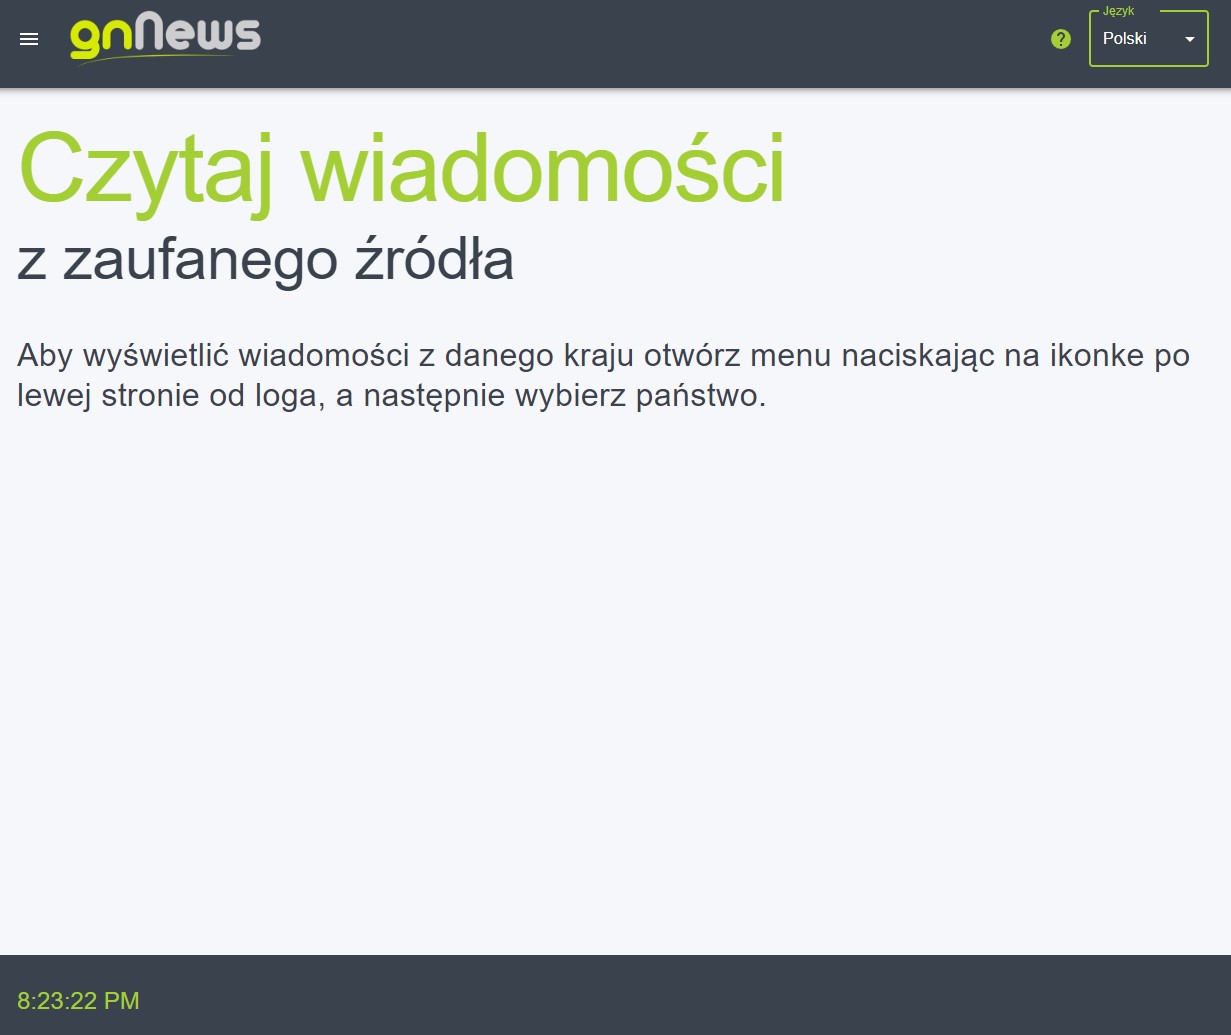 gnNews
Język
Polski
Czytaj wiadomości
z zaufanego źródła
Aby wyświetlić wiadomości z danego kraju otwórz menu naciskając na ikonke po
lewej stronie od loga, a następnie wybierz państwo.
8:23:22 PM